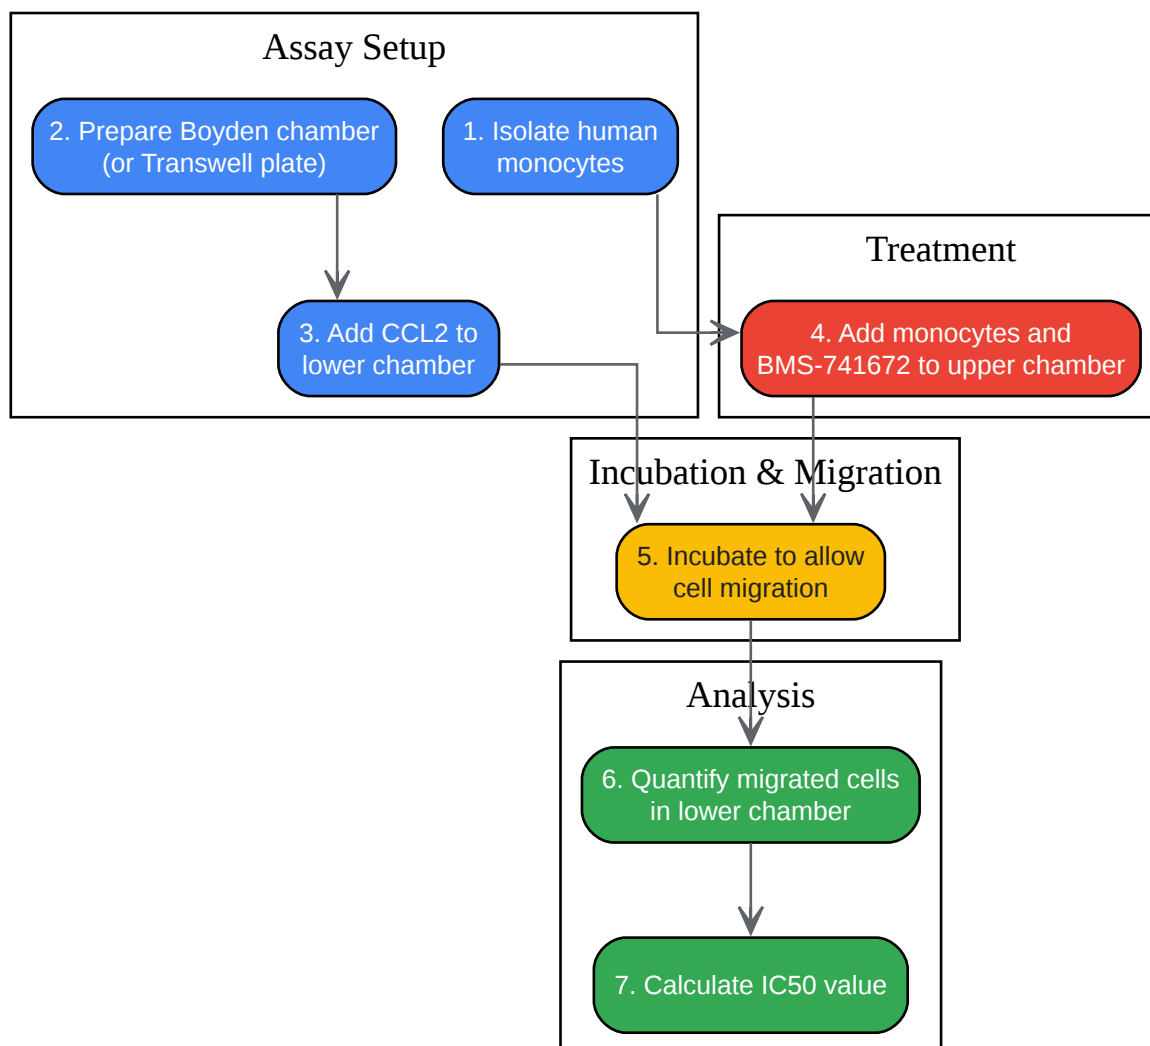 Assay Setup
2. Prepare Boyden chamber
(or Transwell plate)
1. Isolate human
monocytes
Treatment
3. Add CCL2 to
lower chamber
4. Add monocytes and
BMS-741672 to upper chamber
Incubation & Migration
5. Incubate to allow
cell migration
Analysis
6. Quantify migrated cells
in lower chamber
7. Calculate IC50 value